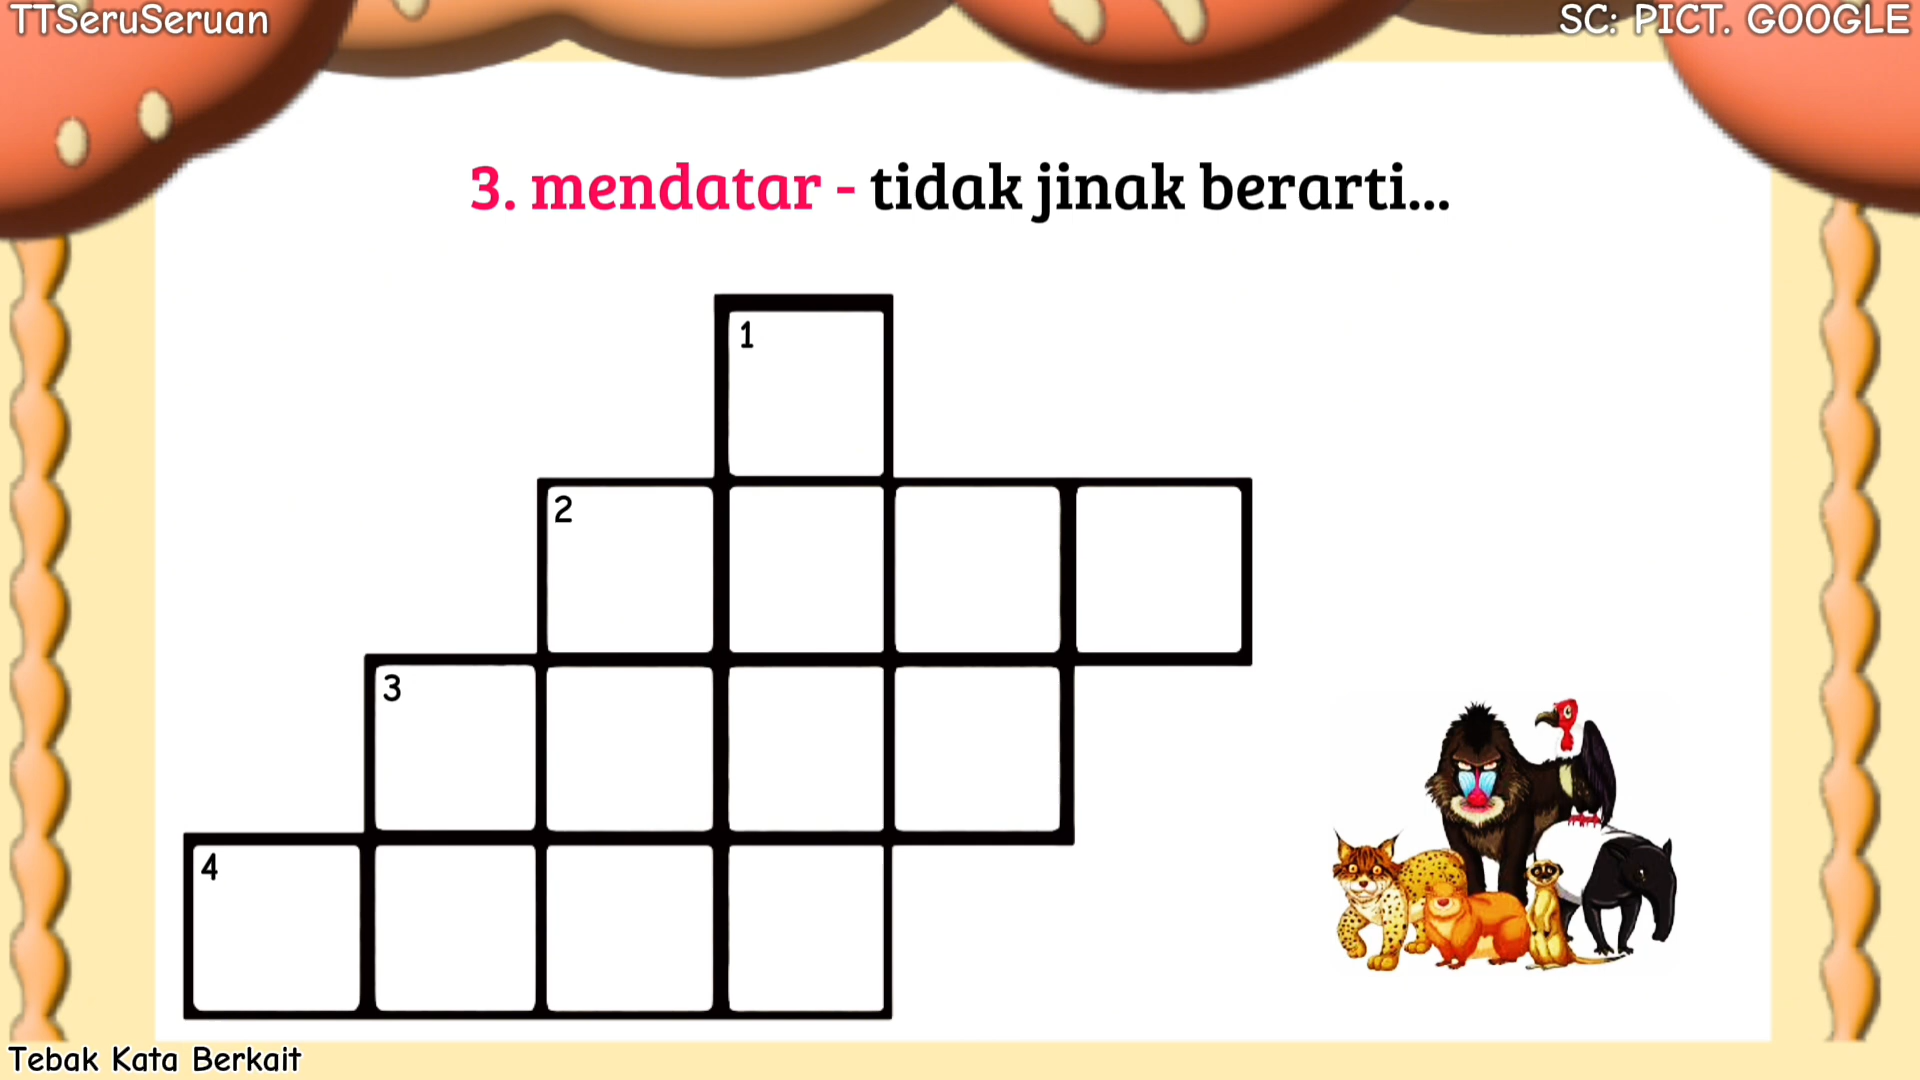 TTSeruSeruan
SC: PICT. GOOGLE
3. mendatar - tidak jinak berarti...
1
2
3
4
Tebak Kata Berkait